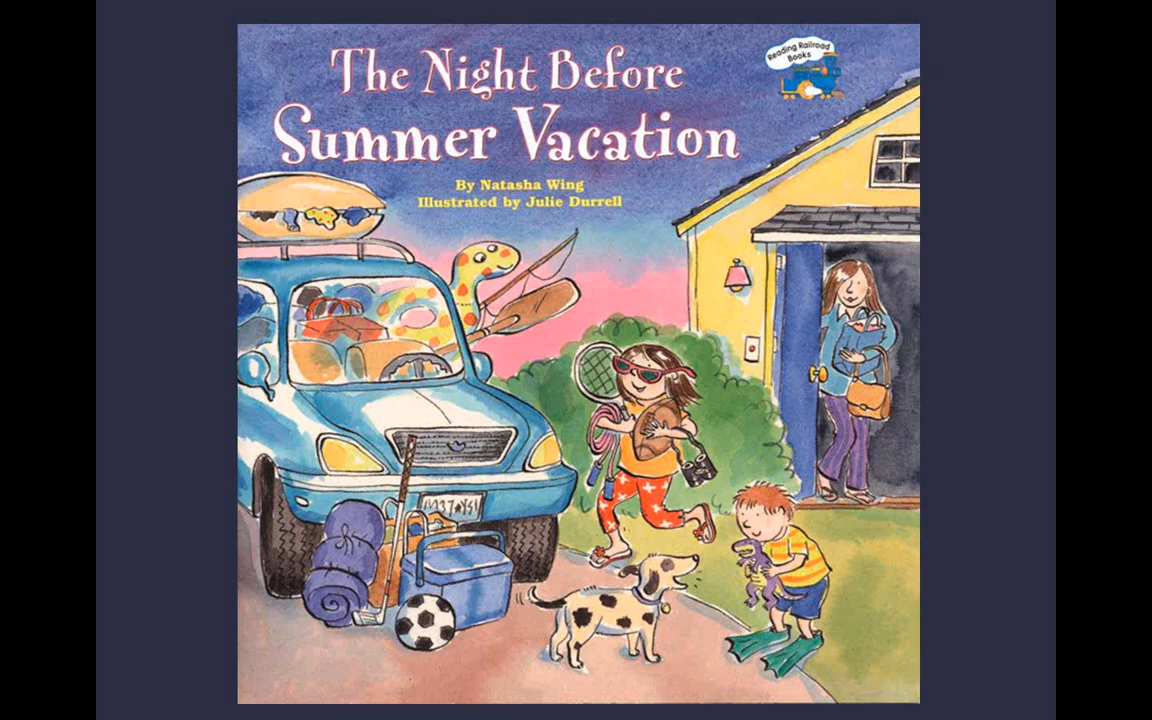 The Night Before
Summer Vacation
By Natasha Wing
Illustrated by Julie Durrell
Reading Railroad
Books